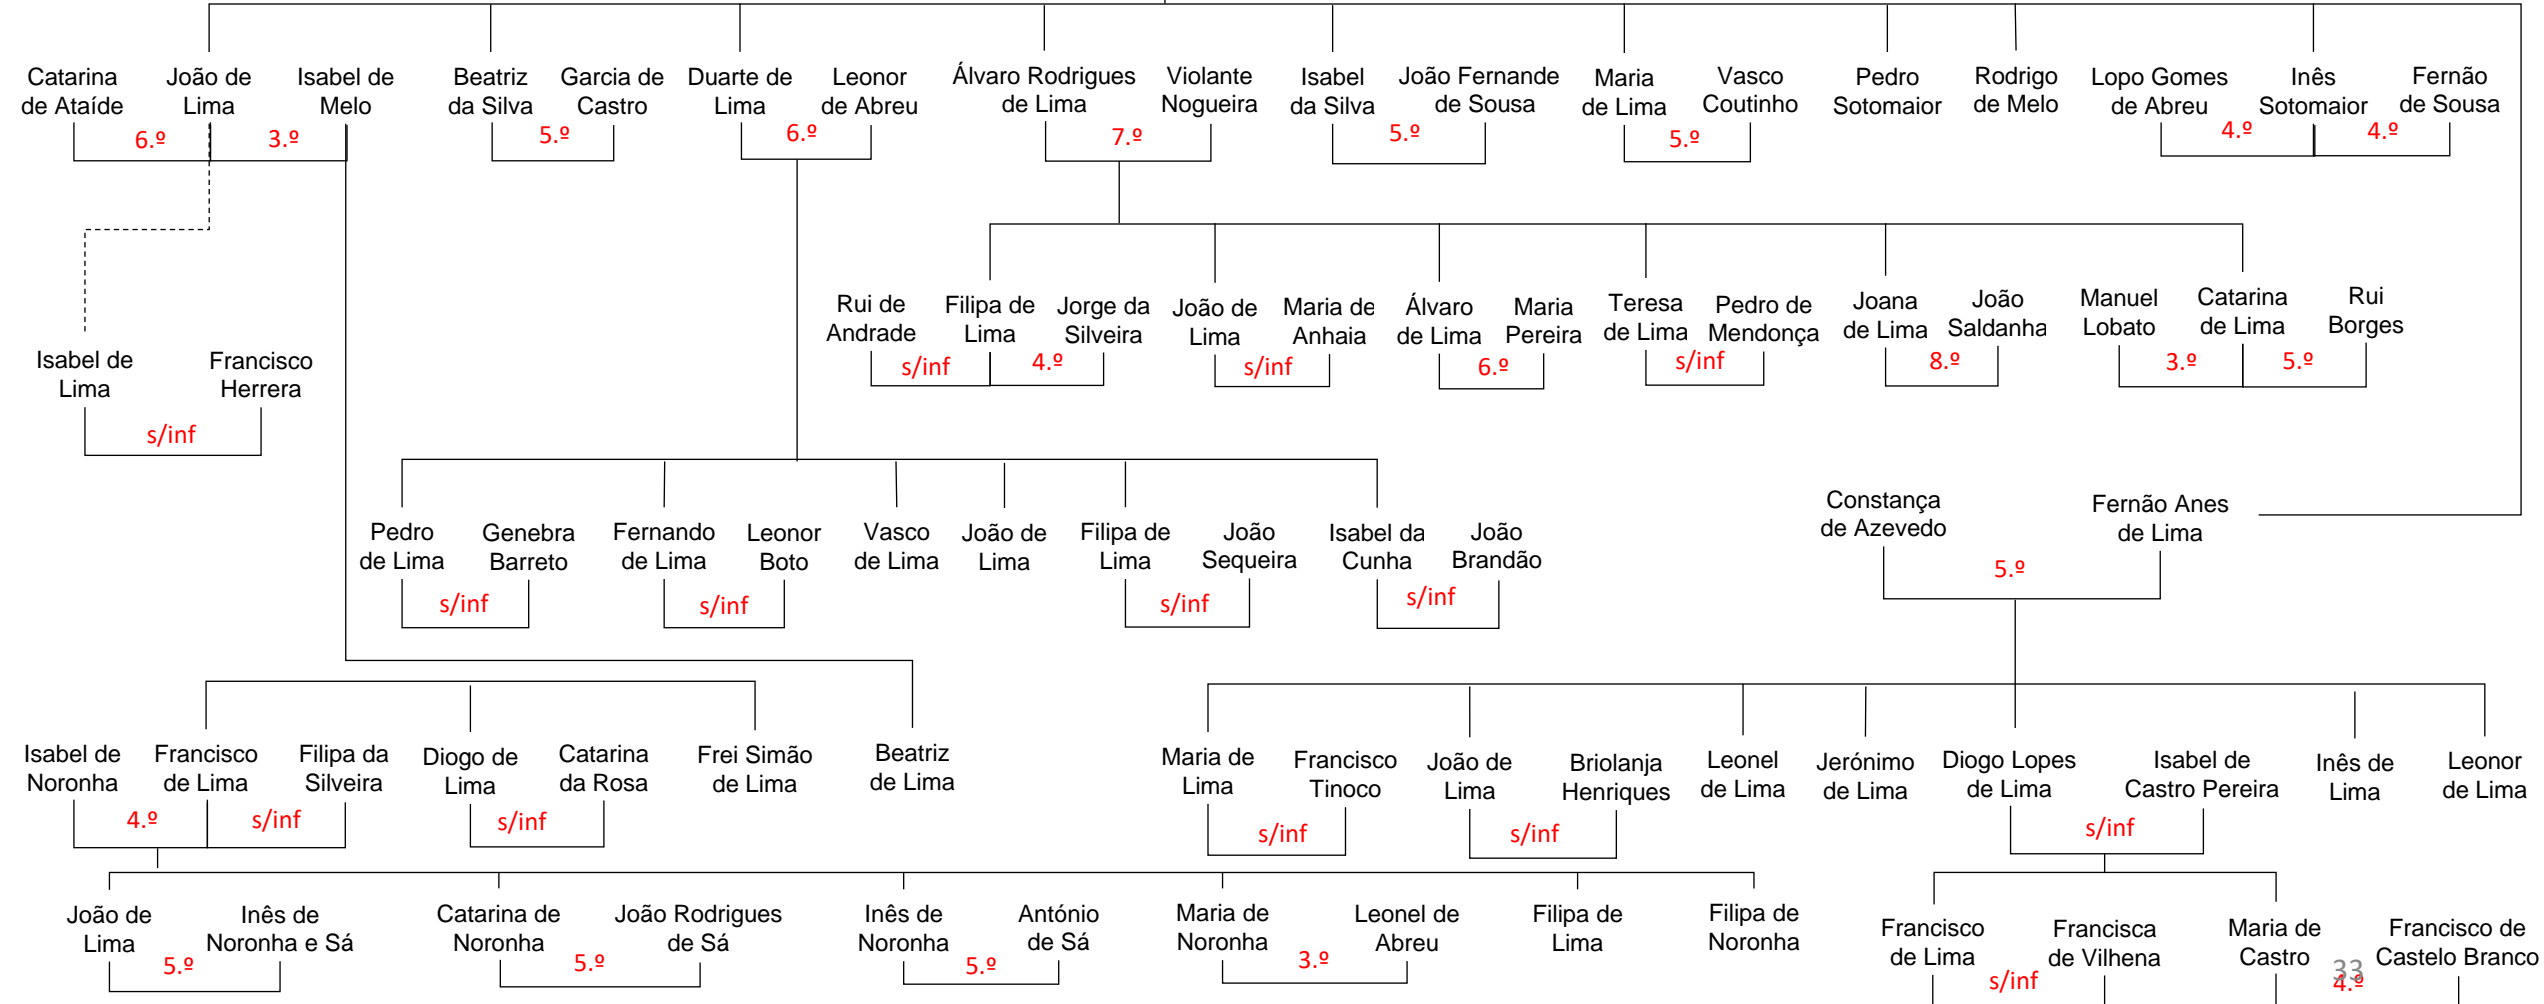 Catarina
de Ataíde
João de
Lima
Isabel de
Melo
Beatriz
da Silva
Garcia de
Castro
Duarte de
Lima
Leonor
de Abreu
Álvaro Rodrigues
de Lima
Violante
Nogueira
Isabel
da Silva
João Fernande
de Sousa
Maria
de Lima
Vasco
Coutinho
Pedro
Sotomaior
Rodrigo
de Melo
Lopo Gomes
de Abreu
Inês
Sotomaior
Fernão
de Sousa
6.º
3.º
5.º
6.º
7.º
5.º
5.º
4.º
4.º
Rui de
Andrade
Filipa de
Lima
Jorge da
Silveira
João de
Lima
Maria de
Anhaia
Álvaro
de Lima
Maria
Pereira
Teresa
de Lima
Pedro de
Mendonça
Joana
de Lima
João
Saldanha
Manuel
Lobato
Catarina
de Lima
Rui
Borges
s/inf
4.º
s/inf
6.º
s/inf
8.º
3.º
5.º
Isabel de
Lima
Francisco
Herrera
s/inf
Pedro
de Lima
Genebra
Barreto
Fernando
de Lima
Leonor
Boto
Vasco
de Lima
João de
Lima
Filipa de
Lima
João
Sequeira
Isabel da
Cunha
João
Brandão
s/inf
s/inf
s/inf
s/inf
Constança
de Azevedo
Fernão Anes
de Lima
5.º
Isabel de
Noronha
Francisco
de Lima
Filipa da
Silveira
Diogo de
Lima
Catarina
da Rosa
Frei Simão
de Lima
Beatriz
de Lima
Maria de
Lima
Francisco
Tinoco
João de
Lima
Briolanja
Henriques
Leonel
de Lima
Jerónimo
de Lima
Diogo Lopes
de Lima
Isabel de
Castro Pereira
Inês de
Lima
Leonor
de Lima
4.º
s/inf
s/inf
s/inf
s/inf
s/inf
João de
Lima
Inês de
Noronha e Sá
Catarina de
Noronha
João Rodrigues
de Sá
Inês de
Noronha
António
de Sá
Maria de
Noronha
Leonel de
Abreu
Filipa de
Lima
Filipa de
Noronha
Francisco
de Lima
Francisca
de Vilhena
Maria de
Castro
Francisco de
Castelo Branco
5.º
5.º
5.º
3.º
s/inf
4.º
33